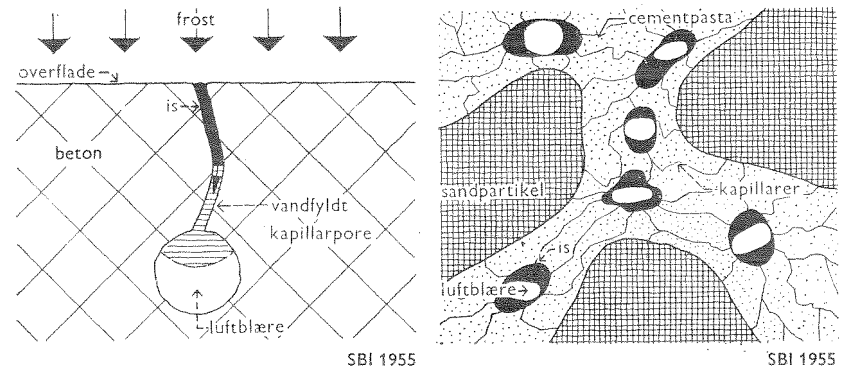 frost
overflade
is
beton
vandfyldt
kapillarpore
luftblære
SBI 1955
cementpasta
sandpartikel
kapillarer
is
luftblære
SBI 1955